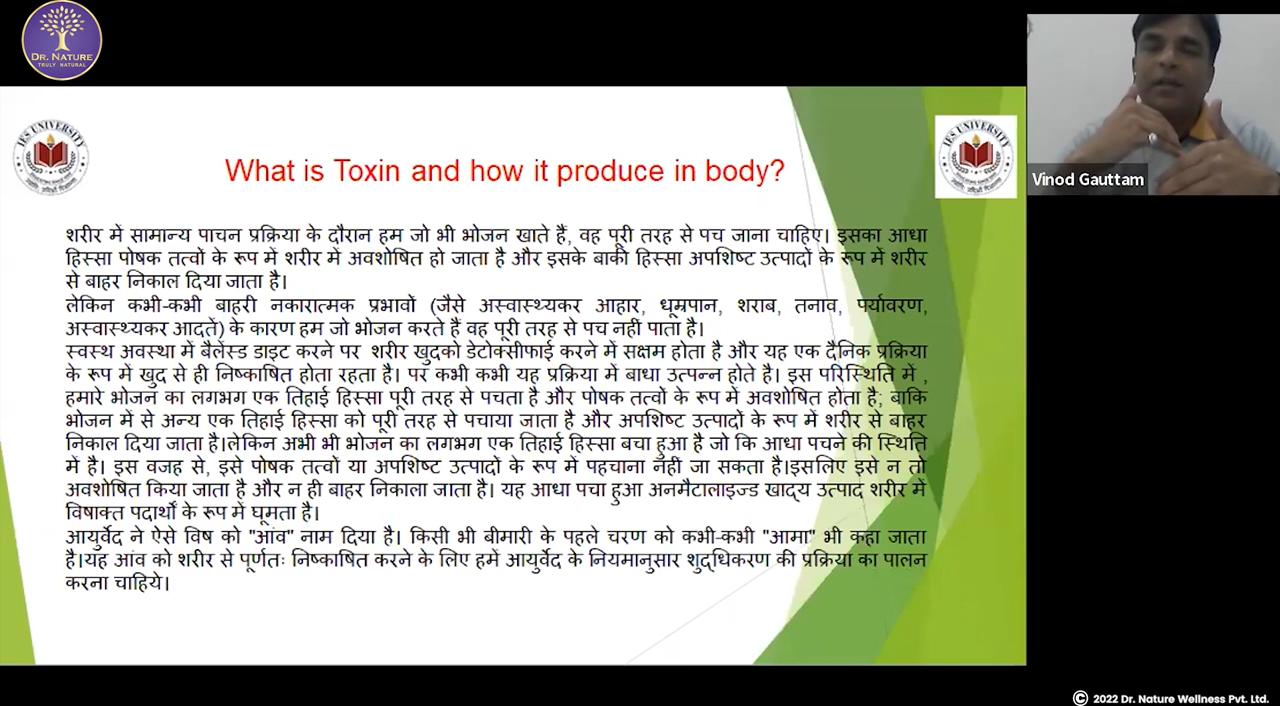 DR. NATURE
TRULY NATURAL
IES UNIVERSITY
IES UNIVERSITY
Vinod Gauttam
What is Toxin and how it produce in body?
शरीर में सामान्य पाचन प्रक्रिया के दौरान हम जो भी भोजन खाते हैं, वह पूरी तरह से पच जाना चाहिए। इसका आधा
हिस्सा पोषक तत्वों के रूप में शरीर में अवशोषित हो जाता है और इसके बाकी हिस्सा अपशिष्ट उत्पादों के रूप में शरीर
से बाहर निकाल दिया जाता है।
लेकिन कभी-कभी बाहरी नकारात्मक प्रभावों (जैसे अस्वास्थ्यकर आहार, धूम्रपान, शराब, तनाव, पर्यावरण,
अस्वास्थ्यकर आदतें) के कारण हम जो भोजन करते हैं वह पूरी तरह से पच नहीं पाता है।
स्वस्थ अवस्था में बैलेंस्ड डाइट करने पर शरीर खुदको डेटोक्सीफाई करने में सक्षम होता है और यह एक दैनिक प्रक्रिया
के रूप में खुद से ही निष्काषित होता रहता है। पर कभी कभी यह प्रक्रिया में बाधा उत्पन्न होते है। इस परिस्थिति में ,
हमारे भोजन का लगभग एक तिहाई हिस्सा पूरी तरह से पचता है और पोषक तत्वों के रूप में अवशोषित होता है; बाकि
भोजन में से अन्य एक तिहाई हिस्सा को पूरी तरह से पचाया जाता है और अपशिष्ट उत्पादों के रूप में शरीर से बाहर
निकाल दिया जाता है।लेकिन अभी भी भोजन का लगभग एक तिहाई हिस्सा बचा हुआ है जो कि आधा पचने की स्थिति
में है। इस वजह से, इसे पोषक तत्वों या अपशिष्ट उत्पादों के रूप में पहचाना नहीं जा सकता है।इसलिए इसे न तो
अवशोषित किया जाता है और न ही बाहर निकाला जाता है। यह आधा पचा हुआ अनमैटालाइज्ड खाद्य उत्पाद शरीर में
विषाक्त पदार्थों के रूप में घूमता है।
आयुर्वेद ने ऐसे विष को "आंव" नाम दिया है। किसी भी बीमारी के पहले चरण को कभी-कभी "आमा" भी कहा जाता
है।यह आंव को शरीर से पूर्णतः निष्काषित करने के लिए हमें आयुर्वेद के नियमानुसार शुद्धिकरण की प्रक्रिया का पालन
करना चाहिये।
© 2022 Dr. Nature Wellness Pvt. Ltd.